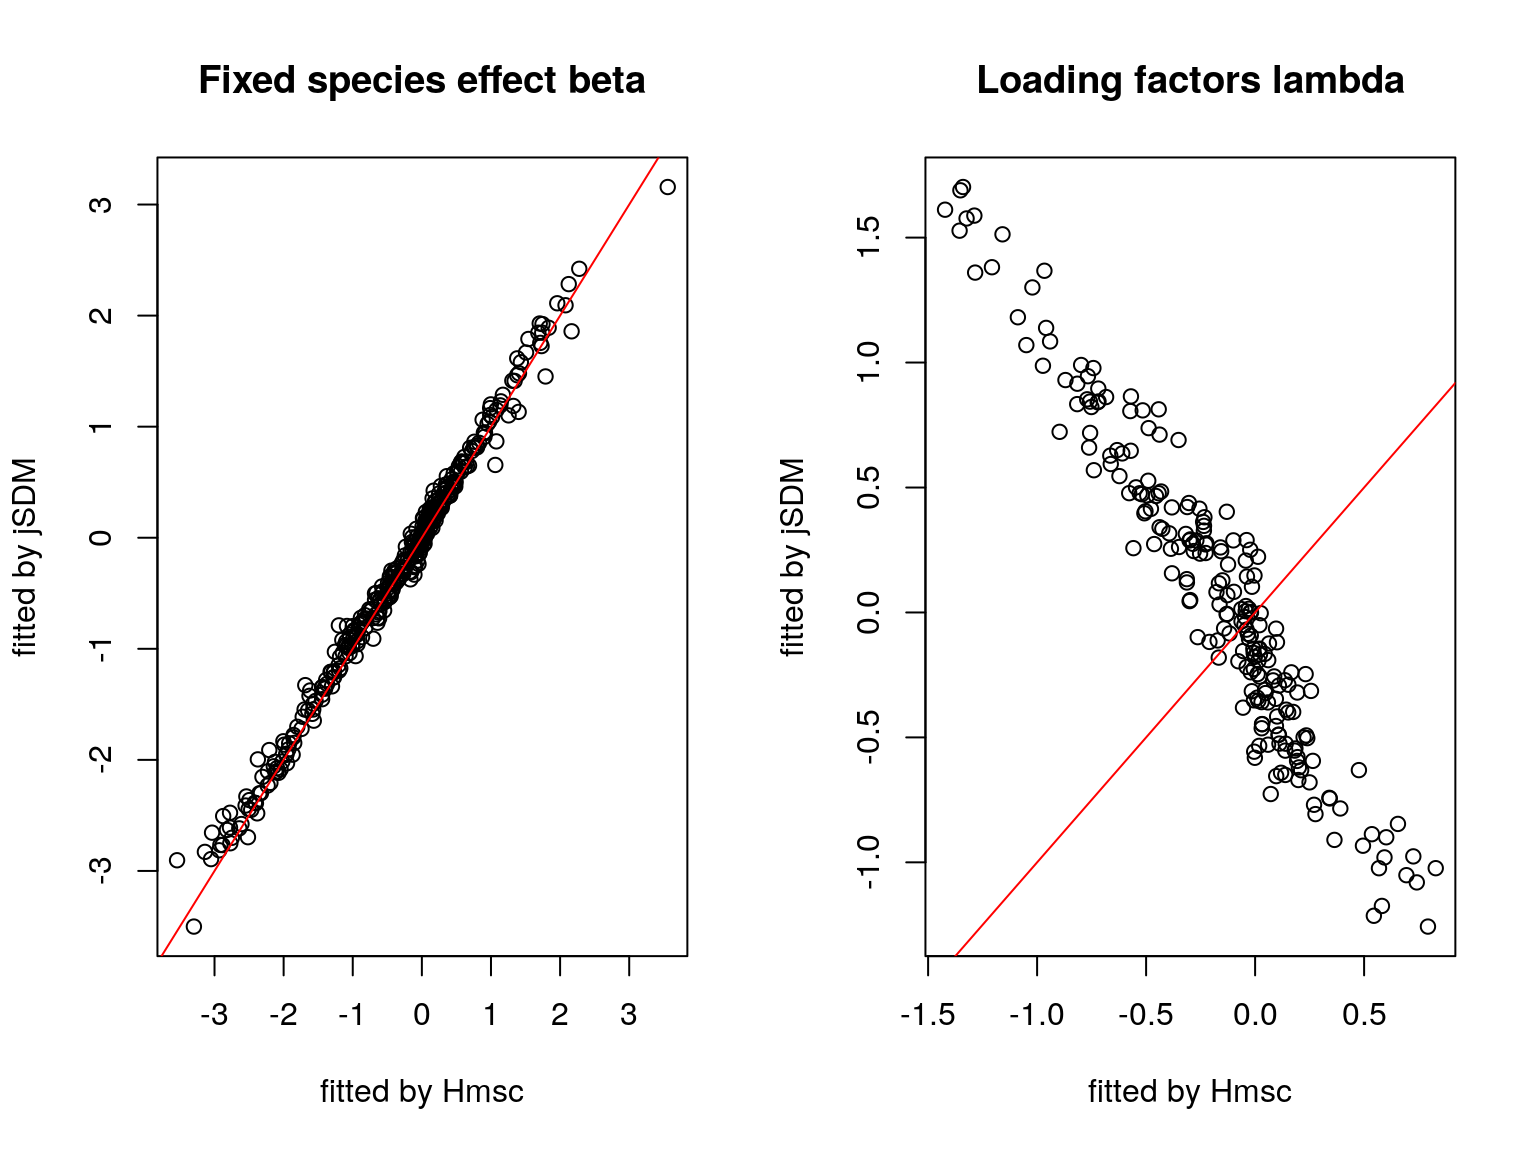 Fixed species effect beta
fitted by jSDM
3
2
1
0
-1
-2
-3
-3 -2 -1 0 1 2 3
fitted by Hmsc
Loading factors lambda
fitted by jSDM
1.5
1.0
0.5
0.0
-0.5
-1.0
-1.5 -1.0 -0.5 0.0 0.5
fitted by Hmsc